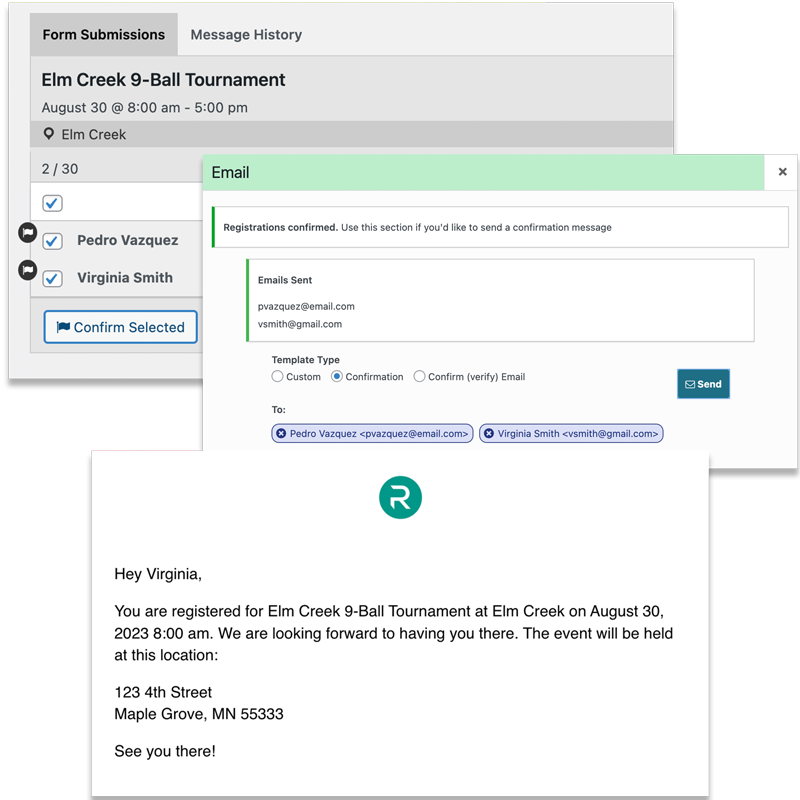 Form Submissions Message History
Elm Creek 9-Ball Tournament
August 30 @ 8:00 am - 5:00 pm
Elm Creek
2 / 30
Pedro Vazquez
Virginia Smith
Confirm Selected
Email
Registrations confirmed. Use this section if you'd like to send a confirmation message
Emails Sent
pvazquez@email.com
vsmith@gmail.com
Template Type
Custom Confirmation Confirm (verify) Email
Send
To:
Pedro Vazquez <pvazquez@email.com> Virginia Smith <vsmith@gmail.com>
R
Hey Virginia,
You are registered for Elm Creek 9-Ball Tournament at Elm Creek on August 30,
2023 8:00 am. We are looking forward to having you there. The event will be held
at this location:
123 4th Street
Maple Grove, MN 55333
See you there!